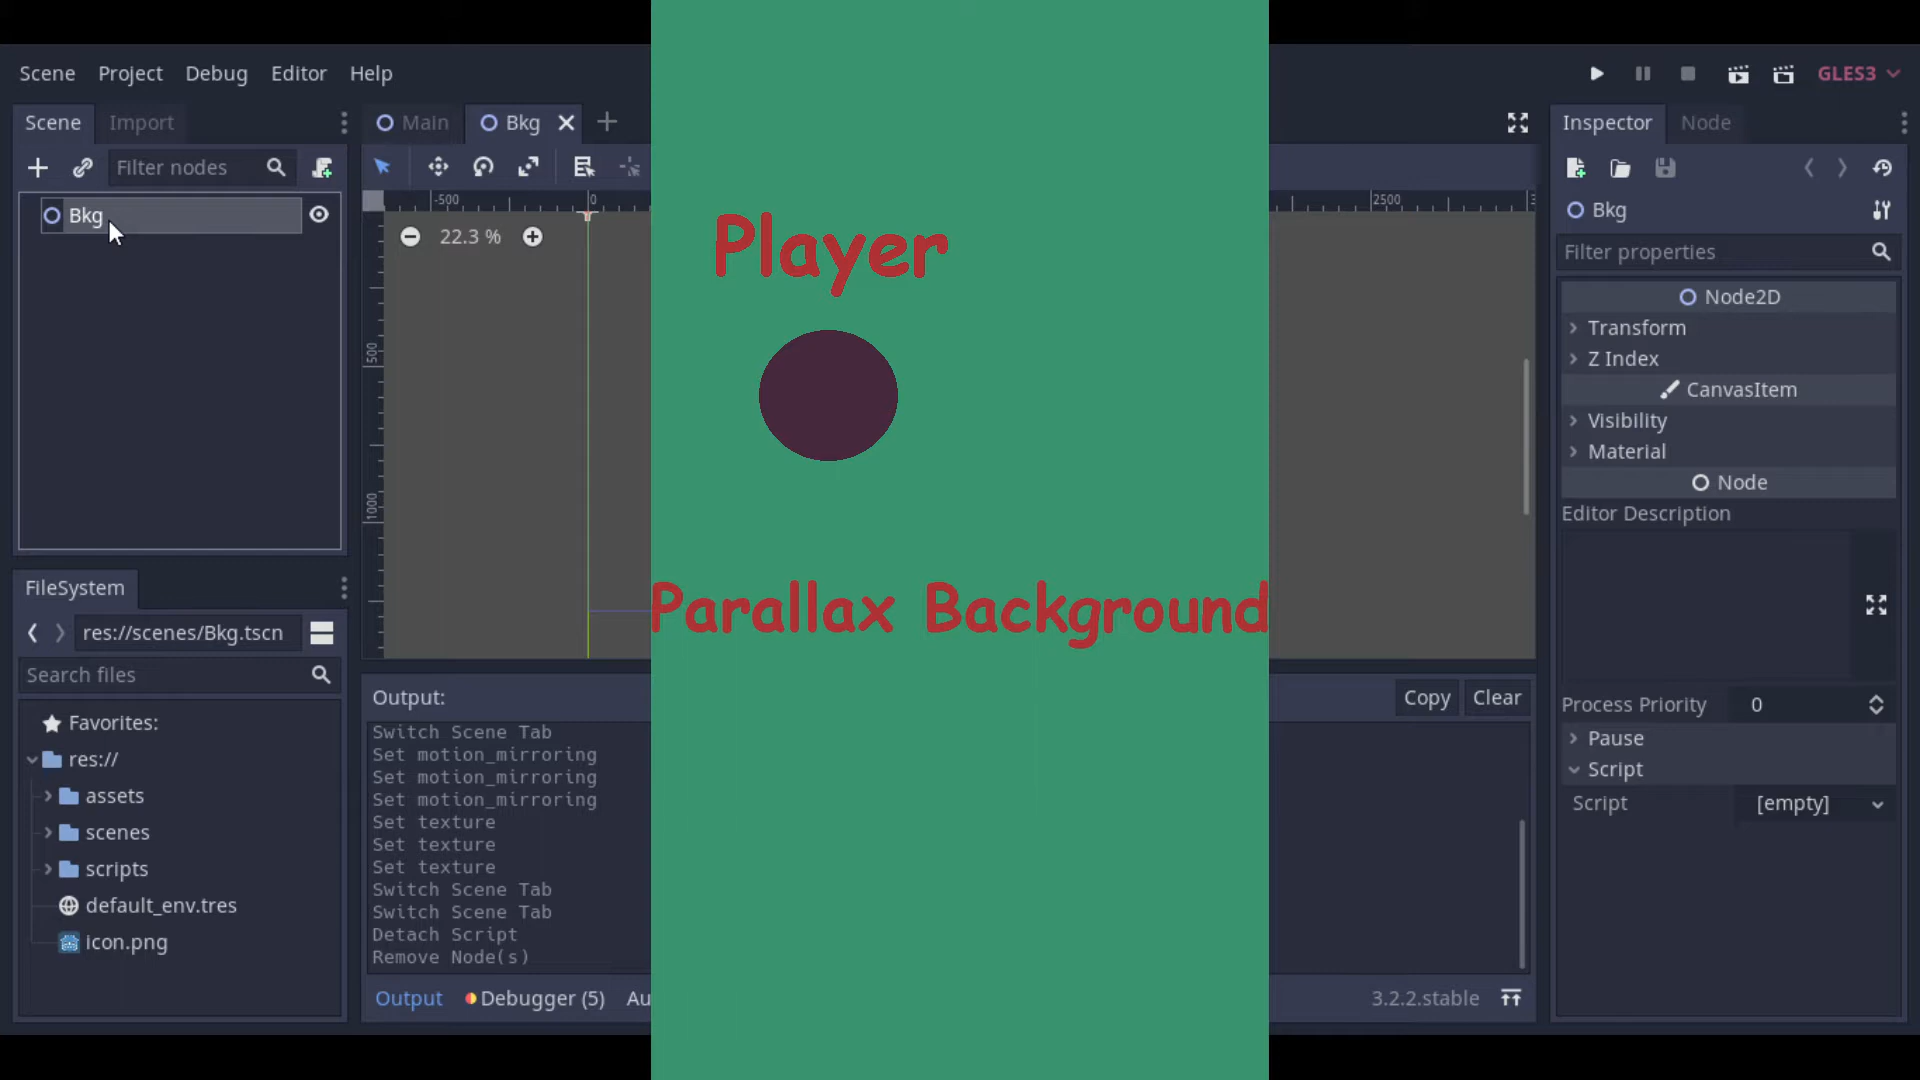 Scene Project Debug Editor Help
GLES3
Scene Import
Main Bkg
Inspector Node
Filter nodes
-500 0 2500
Bkg
22.3 %
500
1000
Player
Parallax Background
Bkg
Filter properties
Node2D
Transform
Z Index
CanvasItem
Visibility
Material
Node
Editor Description
Process Priority 0
Pause
Script
Script [empty]
FileSystem
res://scenes/Bkg.tscn
Search files
Favorites:
res://
assets
scenes
scripts
default_env.tres
icon.png
Output:
Copy Clear
Switch Scene Tab
Set motion_mirroring
Set motion_mirroring
Set motion_mirroring
Set texture
Set texture
Set texture
Switch Scene Tab
Switch Scene Tab
Detach Script
Remove Node(s)
Output Debugger (5) Au
3.2.2.stable